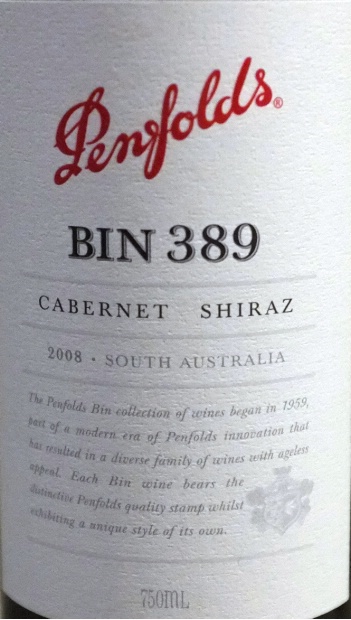 Penfolds®
BIN 389
CABERNET SHIRAZ
2008 · SOUTH AUSTRALIA
The Penfolds Bin collection of wines began in 1959,
part of a modern era of Penfolds innovation that
has resulted in a diverse family of wines with ageless
appeal. Each Bin wine bears the
distinctive Penfolds quality stamp whilst
exhibiting a unique style of its own.
750ML